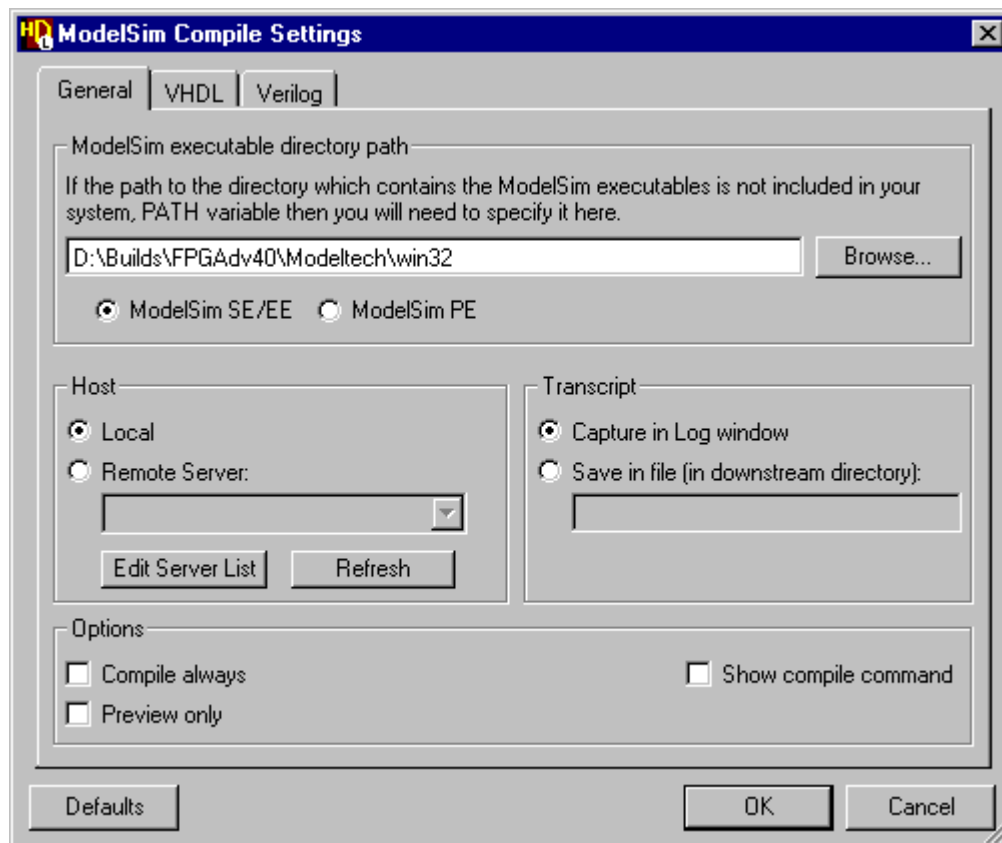 HDL ModelSim Compile Settings
General VHDL Verilog
ModelSim executable directory path
If the path to the directory which contains the ModelSim executables is not included in your
system, PATH variable then you will need to specify it here.
D:\Builds\FPGAdv40\Modeltech\win32 Browse...
ModelSim SE/EE ModelSim PE
Host
Local
Remote Server:
Edit Server List Refresh
Transcript
Capture in Log window
Save in file (in downstream directory):
Options
Compile always Show compile command
Preview only
Defaults OK Cancel